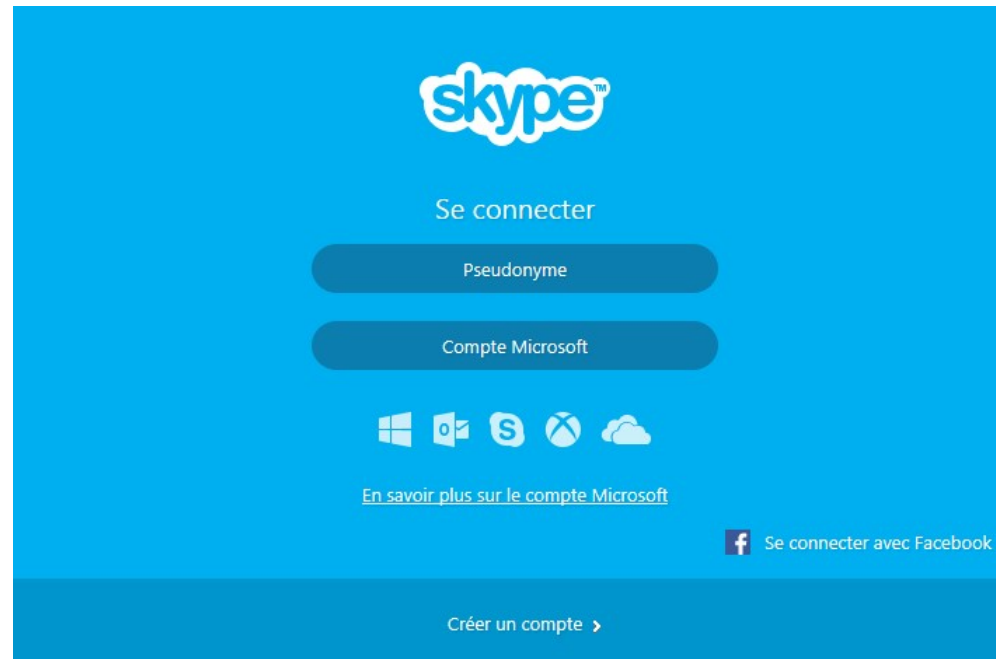 skype™
Se connecter
Pseudonyme
Compte Microsoft
En savoir plus sur le compte Microsoft
Se connecter avec Facebook
Créer un compte